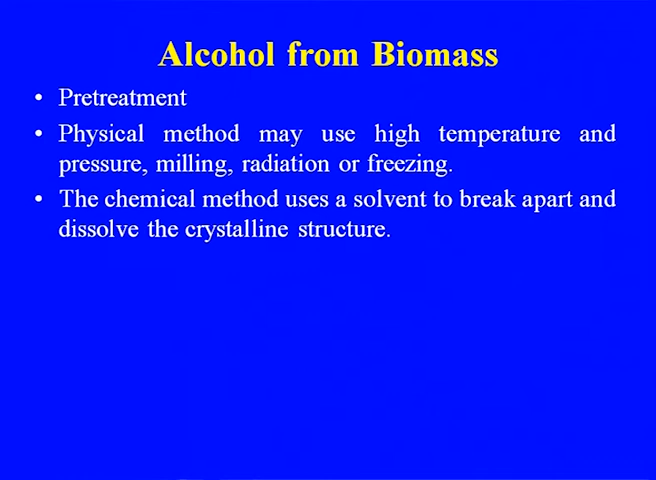 Alcohol from Biomass
• Pretreatment
• Physical method may use high temperature and
pressure, milling, radiation or freezing.
• The chemical method uses a solvent to break apart and
dissolve the crystalline structure.